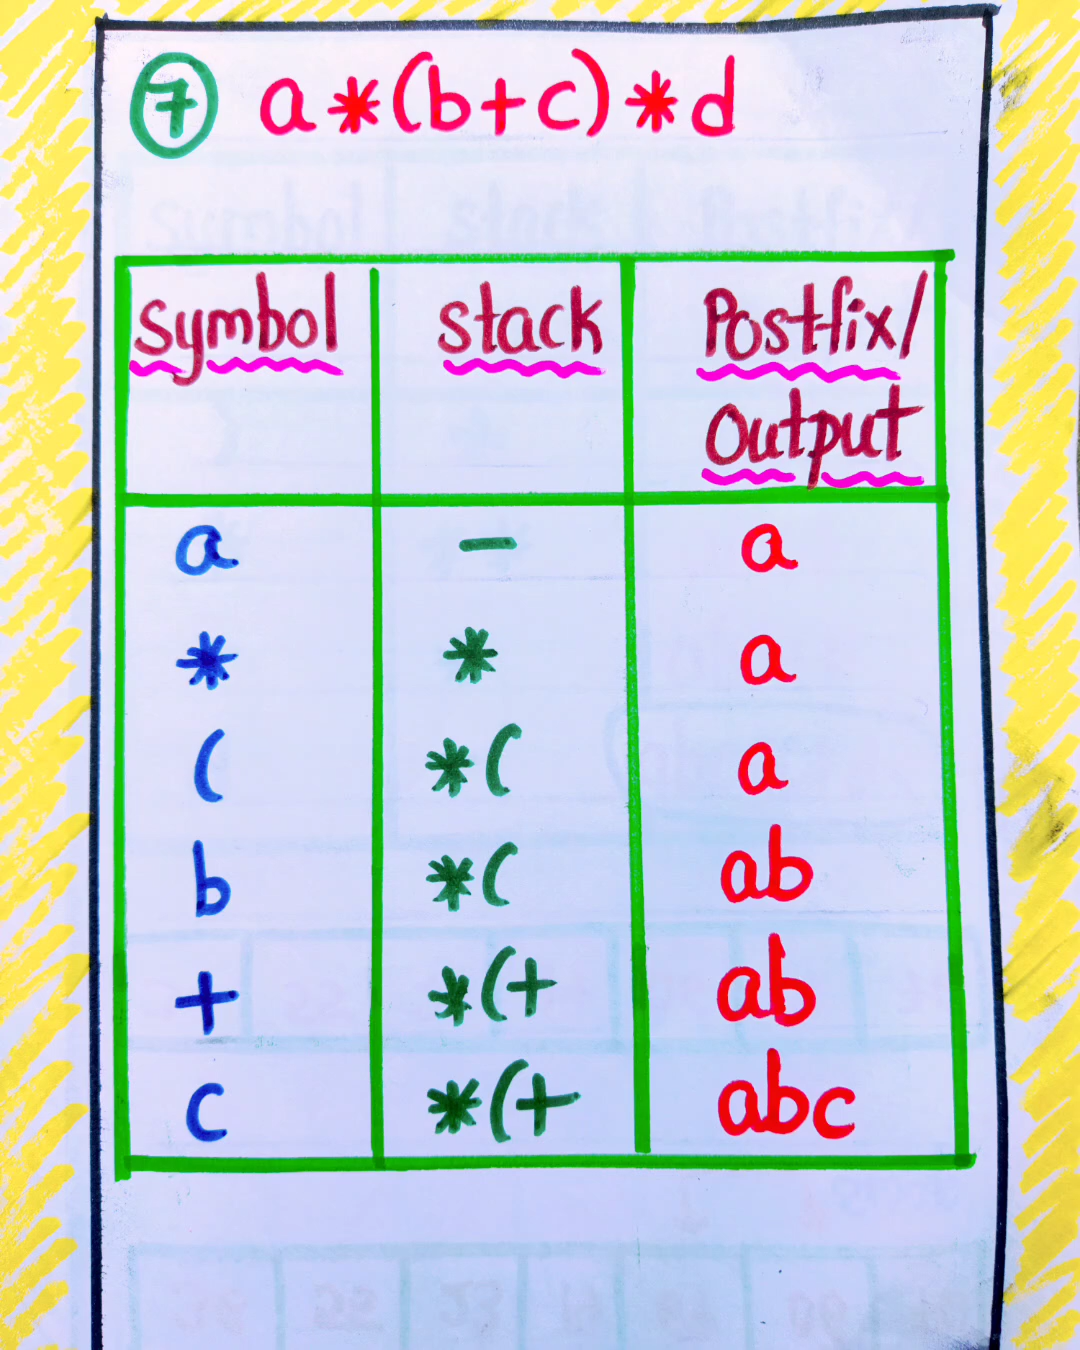 7 a*(b+c)*d
symbol stack Postfix/
Output
a - a
* * a
( *( a
b *( ab
+ *(+ ab
c *(+ abc